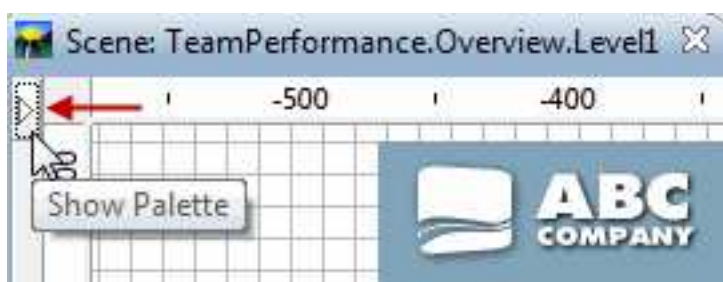 Scene: TeamPerformance.Overview.Level1
-500 -400
Show Palette
ABC
COMPANY